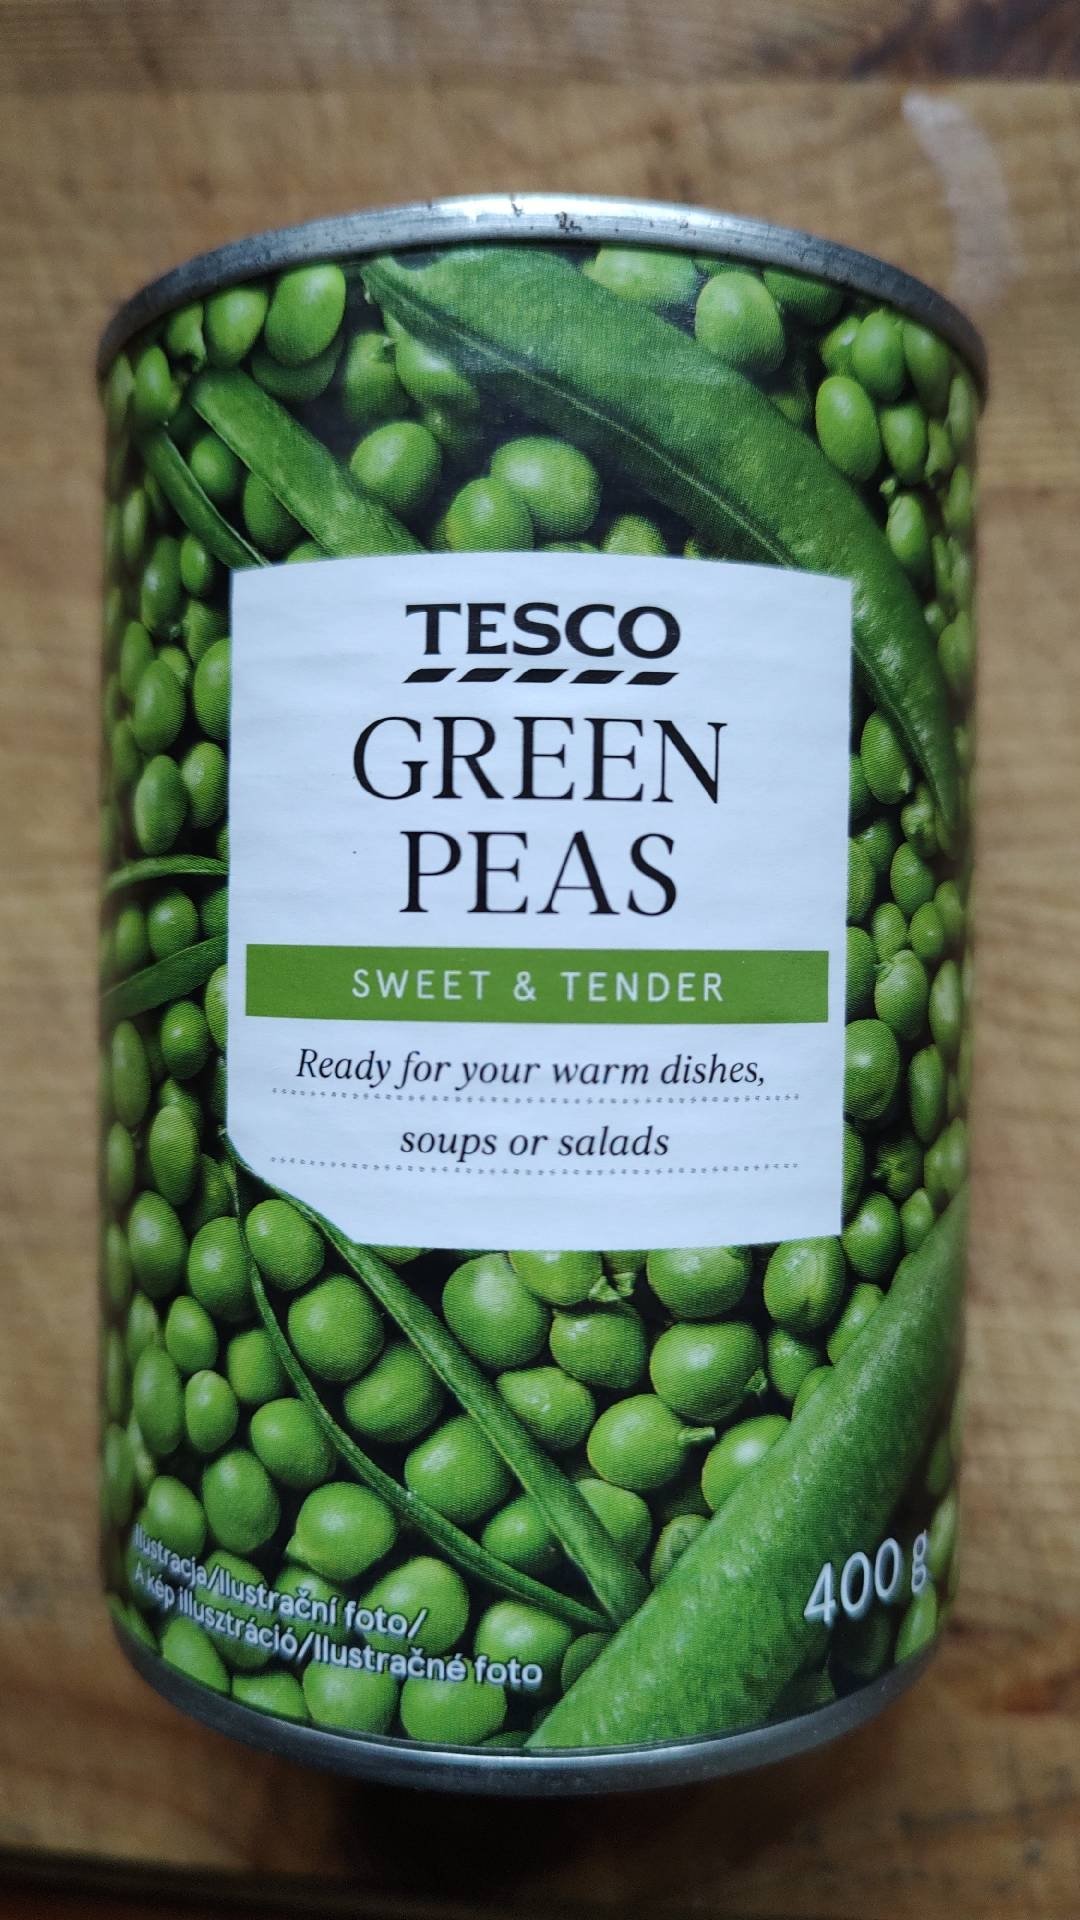 TESCO
GREEN
PEAS
SWEET & TENDER
Ready for your warm dishes,
soups or salads
Ilustracja/Ilustrační foto/
A kép illusztráció/Ilustračné foto
400 g